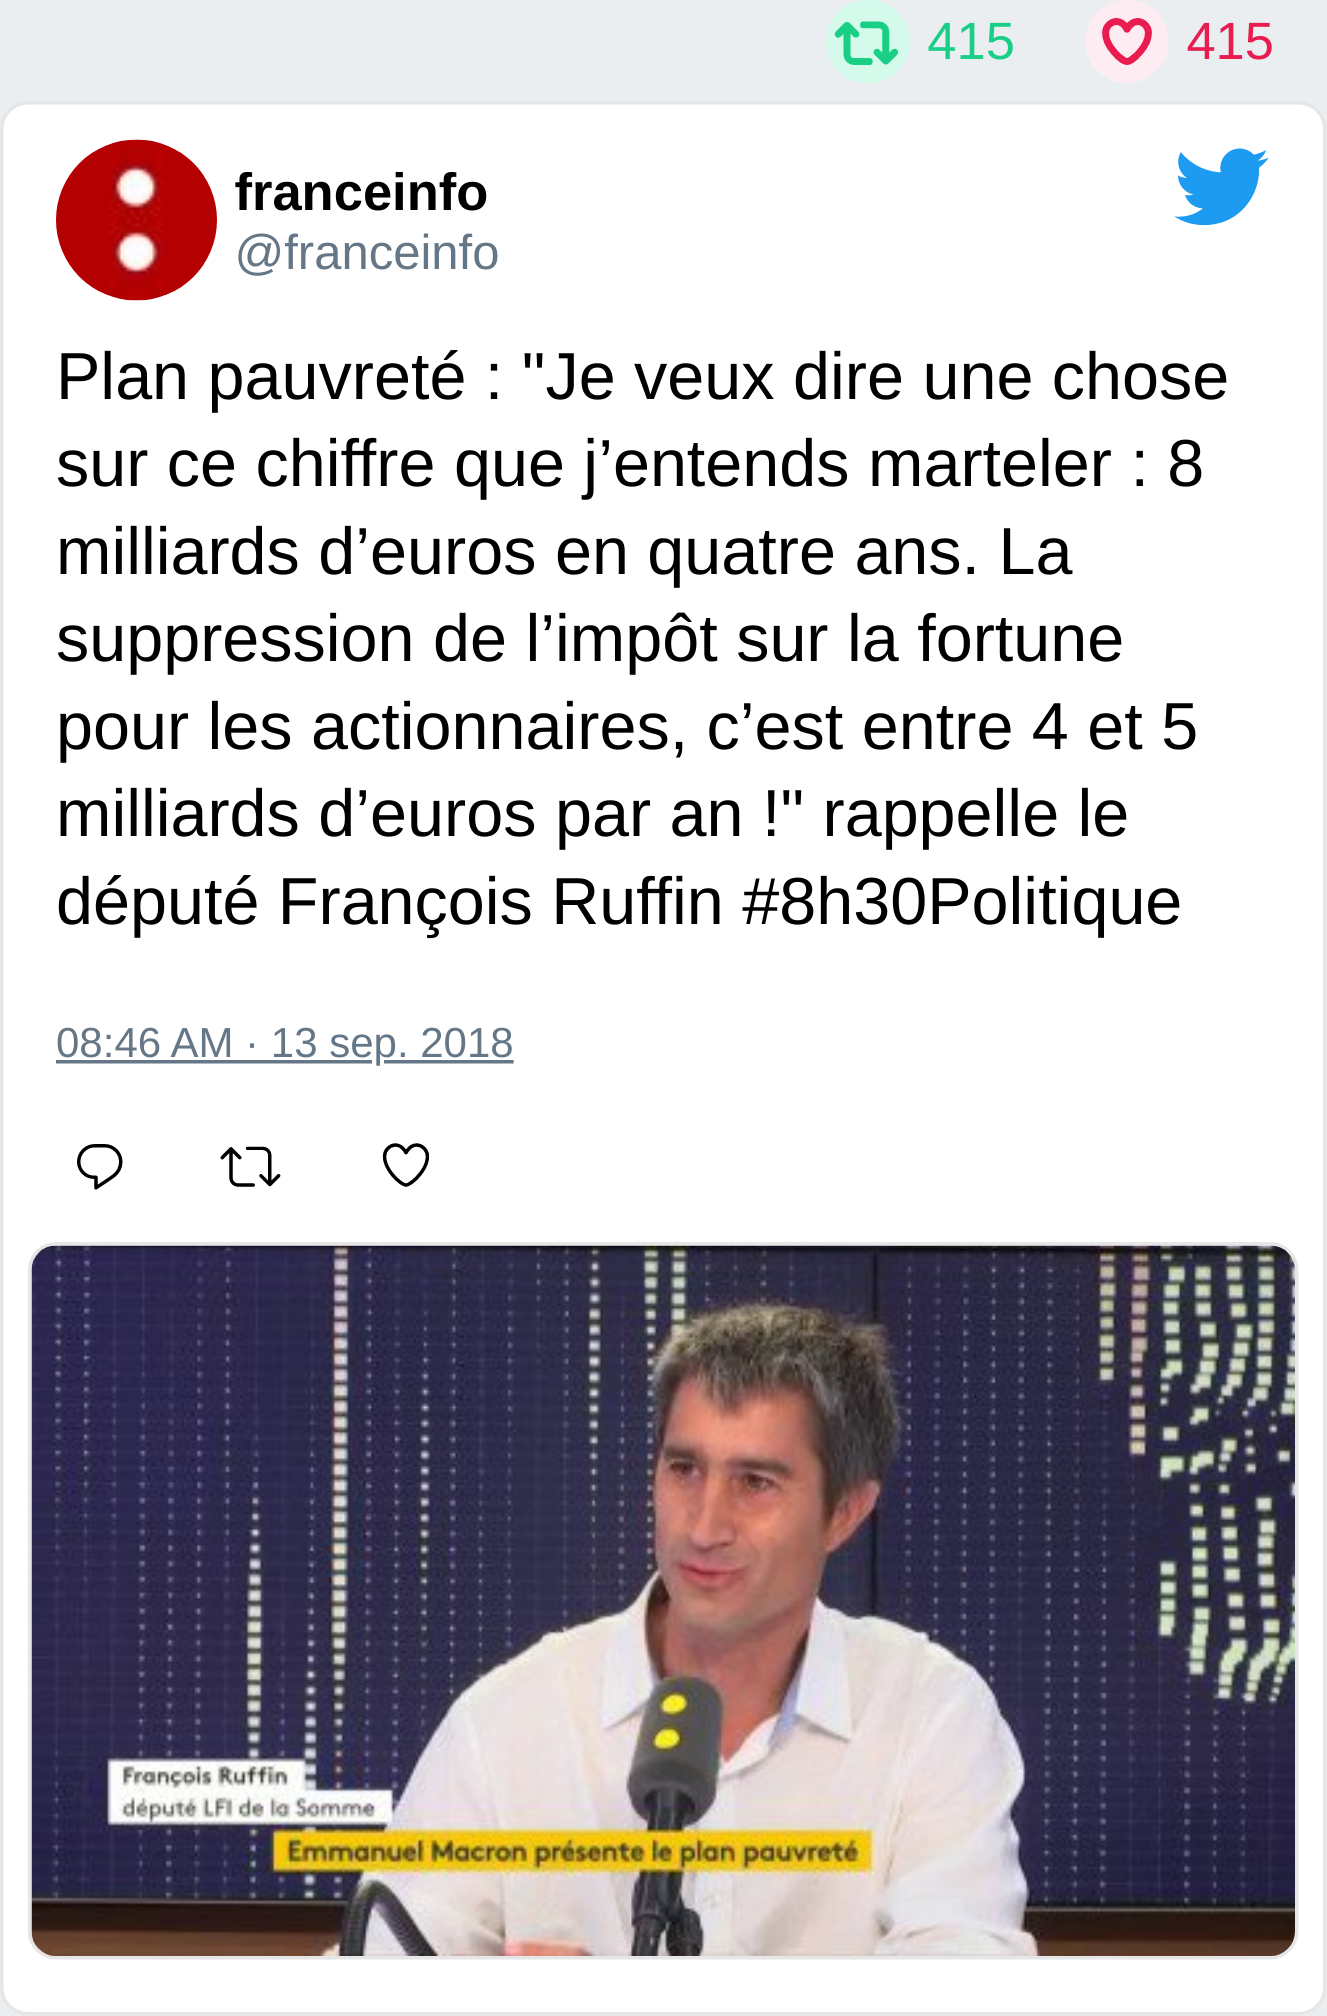 415 415
franceinfo
@franceinfo
Plan pauvreté : "Je veux dire une chose
sur ce chiffre que j’entends marteler : 8
milliards d’euros en quatre ans. La
suppression de l’impôt sur la fortune
pour les actionnaires, c’est entre 4 et 5
milliards d’euros par an !" rappelle le
député François Ruffin #8h30Politique
08:46 AM · 13 sep. 2018
François Ruffin
député LFI de la Somme
Emmanuel Macron présente le plan pauvreté